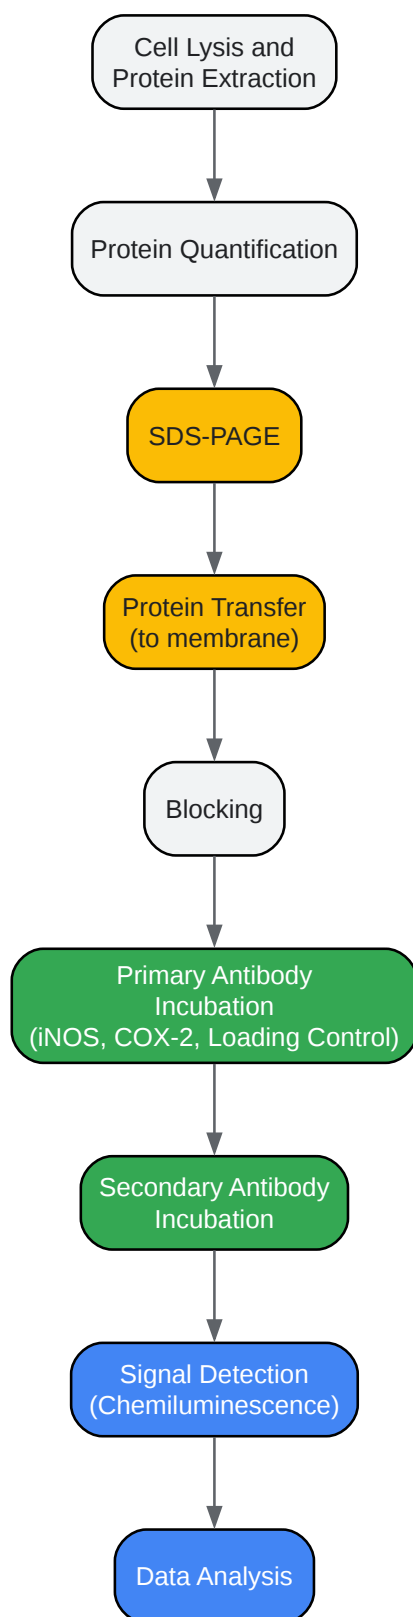 Cell Lysis and
Protein Extraction
Protein Quantification
SDS-PAGE
Protein Transfer
(to membrane)
Blocking
Primary Antibody
Incubation
(iNOS, COX-2, Loading Control)
Secondary Antibody
Incubation
Signal Detection
(Chemiluminescence)
Data Analysis